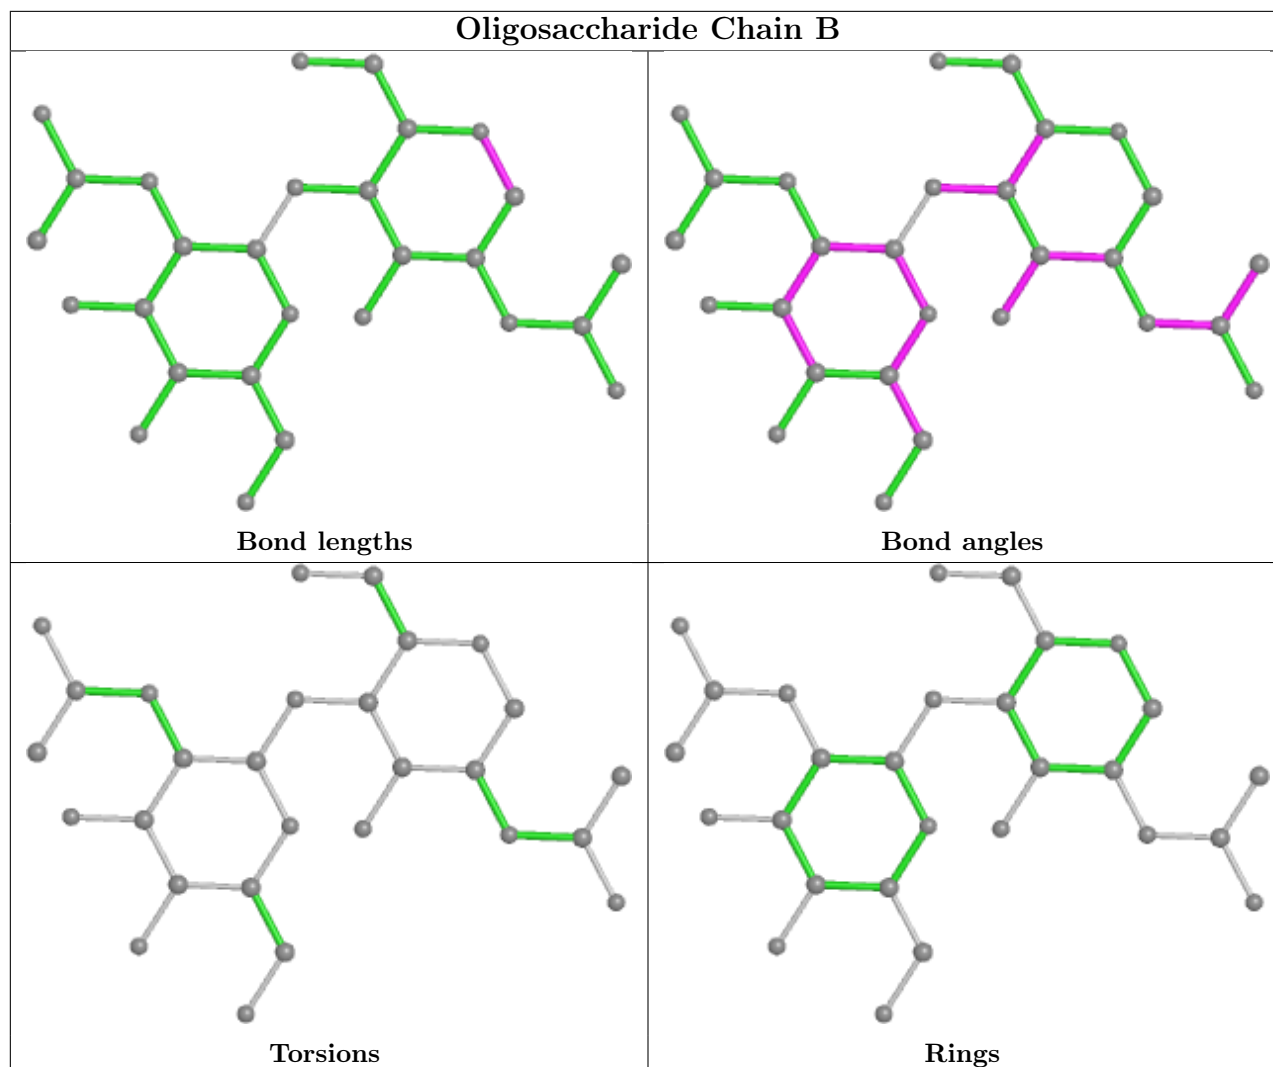 Oligosaccharide Chain B
Bond lengths
Bond angles
Torsions
Rings